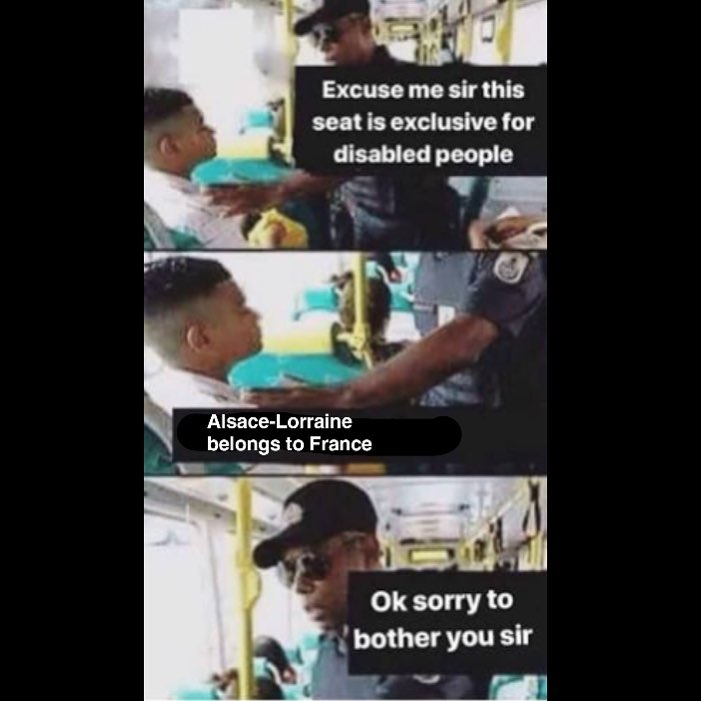 Excuse me sir this
seat is exclusive for
disabled people
Alsace-Lorraine
belongs to France
Ok sorry to
bother you sir